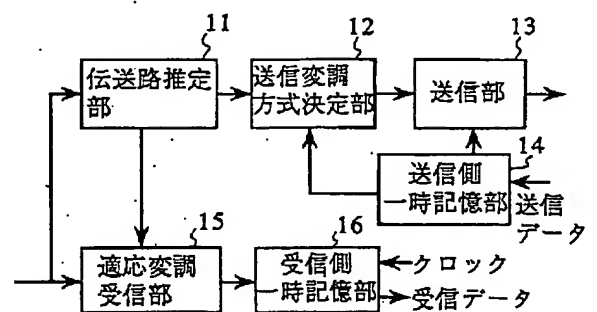 11
12
13
伝送路推定
部
送信変調
方式決定部
送信部
14
送信側
一時記憶部
送信
データ
15
16
適応変調
受信部
受信側
一時記憶部
クロック
受信データ